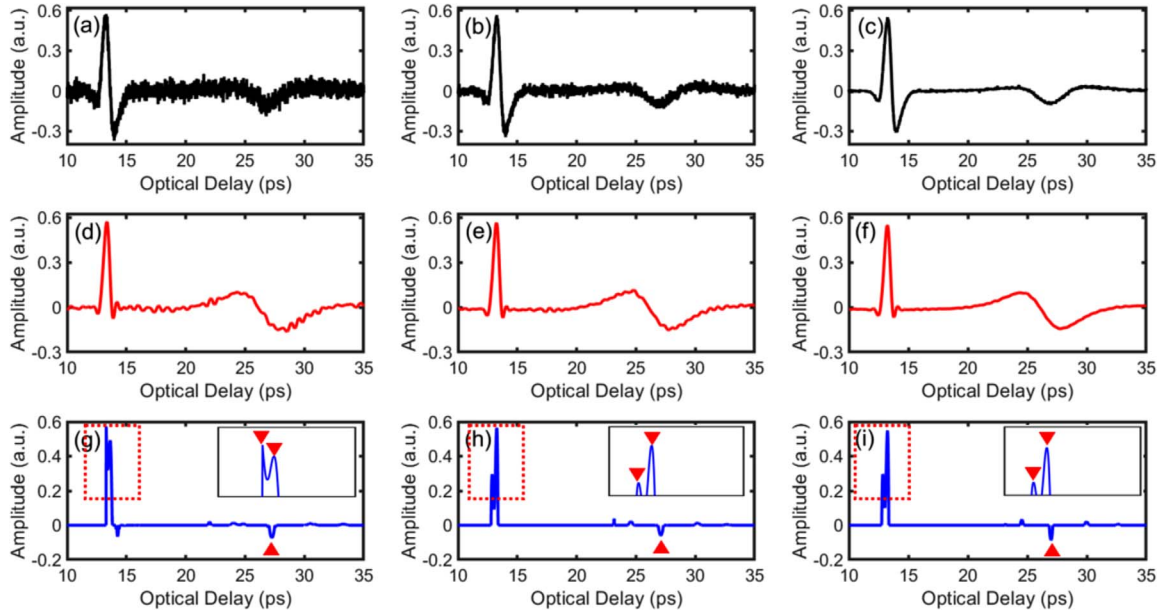 (a) (b) (c)
0.6 0.6 0.6
0.3 0.3 0.3
0 0 0
-0.3 -0.3 -0.3
10 15 20 25 30 35 10 15 20 25 30 35 10 15 20 25 30 35
Amplitude (a.u.) Amplitude (a.u.) Amplitude (a.u.)
Optical Delay (ps) Optical Delay (ps) Optical Delay (ps)
(d) (e) (f)
0.6 0.6 0.6
0.3 0.3 0.3
0 0 0
-0.3 -0.3 -0.3
10 15 20 25 30 35 10 15 20 25 30 35 10 15 20 25 30 35
Amplitude (a.u.) Amplitude (a.u.) Amplitude (a.u.)
Optical Delay (ps) Optical Delay (ps) Optical Delay (ps)
(g) (h) (i)
0.6 0.6 0.6
0.4 0.4 0.4
0.2 0.2 0.2
0 0 0
-0.2 -0.2 -0.2
10 15 20 25 30 35 10 15 20 25 30 35 10 15 20 25 30 35
Amplitude (a.u.) Amplitude (a.u.) Amplitude (a.u.)
Optical Delay (ps) Optical Delay (ps) Optical Delay (ps)